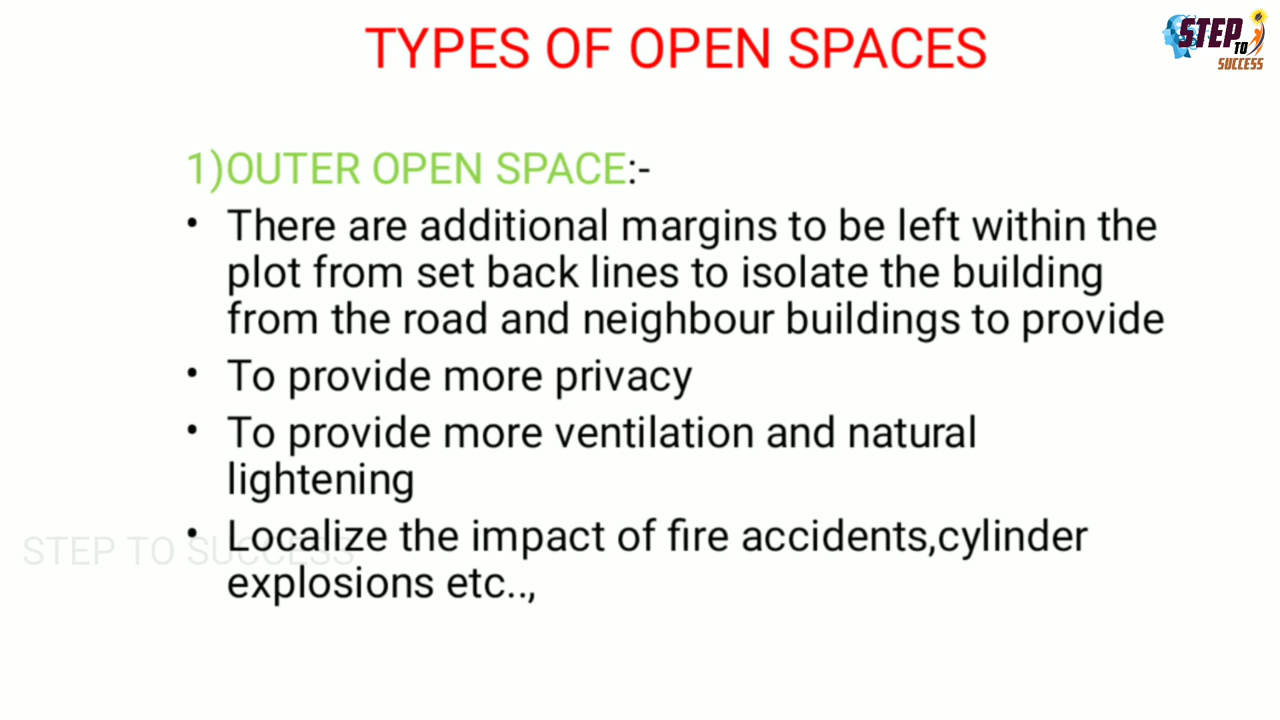 TYPES OF OPEN SPACES
STEP
TO
SUCCESS
1)OUTER OPEN SPACE:-
• There are additional margins to be left within the
plot from set back lines to isolate the building
from the road and neighbour buildings to provide
• To provide more privacy
• To provide more ventilation and natural
lightening
• Localize the impact of fire accidents,cylinder
explosions etc..,
STEP TO SUCCESS